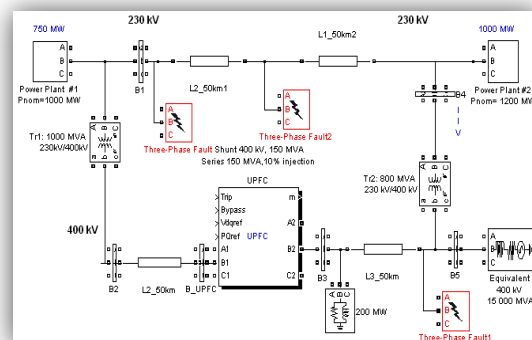 230 kV
230 kV
750 MW
1000 MW
L1_50km2
A
B
C
A
B
C
Power Plant #1
Pnom=1000 MW
B1
L2_50km1
Power Plant #2
Pnom= 1200 MW
B4
V
A
B
C
A
B
C
Three-Phase Fault
Three-Phase Fault2
Shunt 400 kV, 150 MVA
Series 150 MVA,10% injection
Tr1: 1000 MVA
230kV/400 kV
A
B
C
a
b
c
Tr2: 800 MVA
230 kV/400 kV
A
B
C
a
b
c
400 kV
Trip
Bypass
Vdqref
PQref
UPFC
A1
B1
C1
m
A2
B2
C2
B2
L2_50km
B_UPFC
B3
L3_50km
B5
A
B
C
Equivalent
400 kV
15 000 MVA
A
B
C
200 MW
A
B
C
Three-Phase Fault1